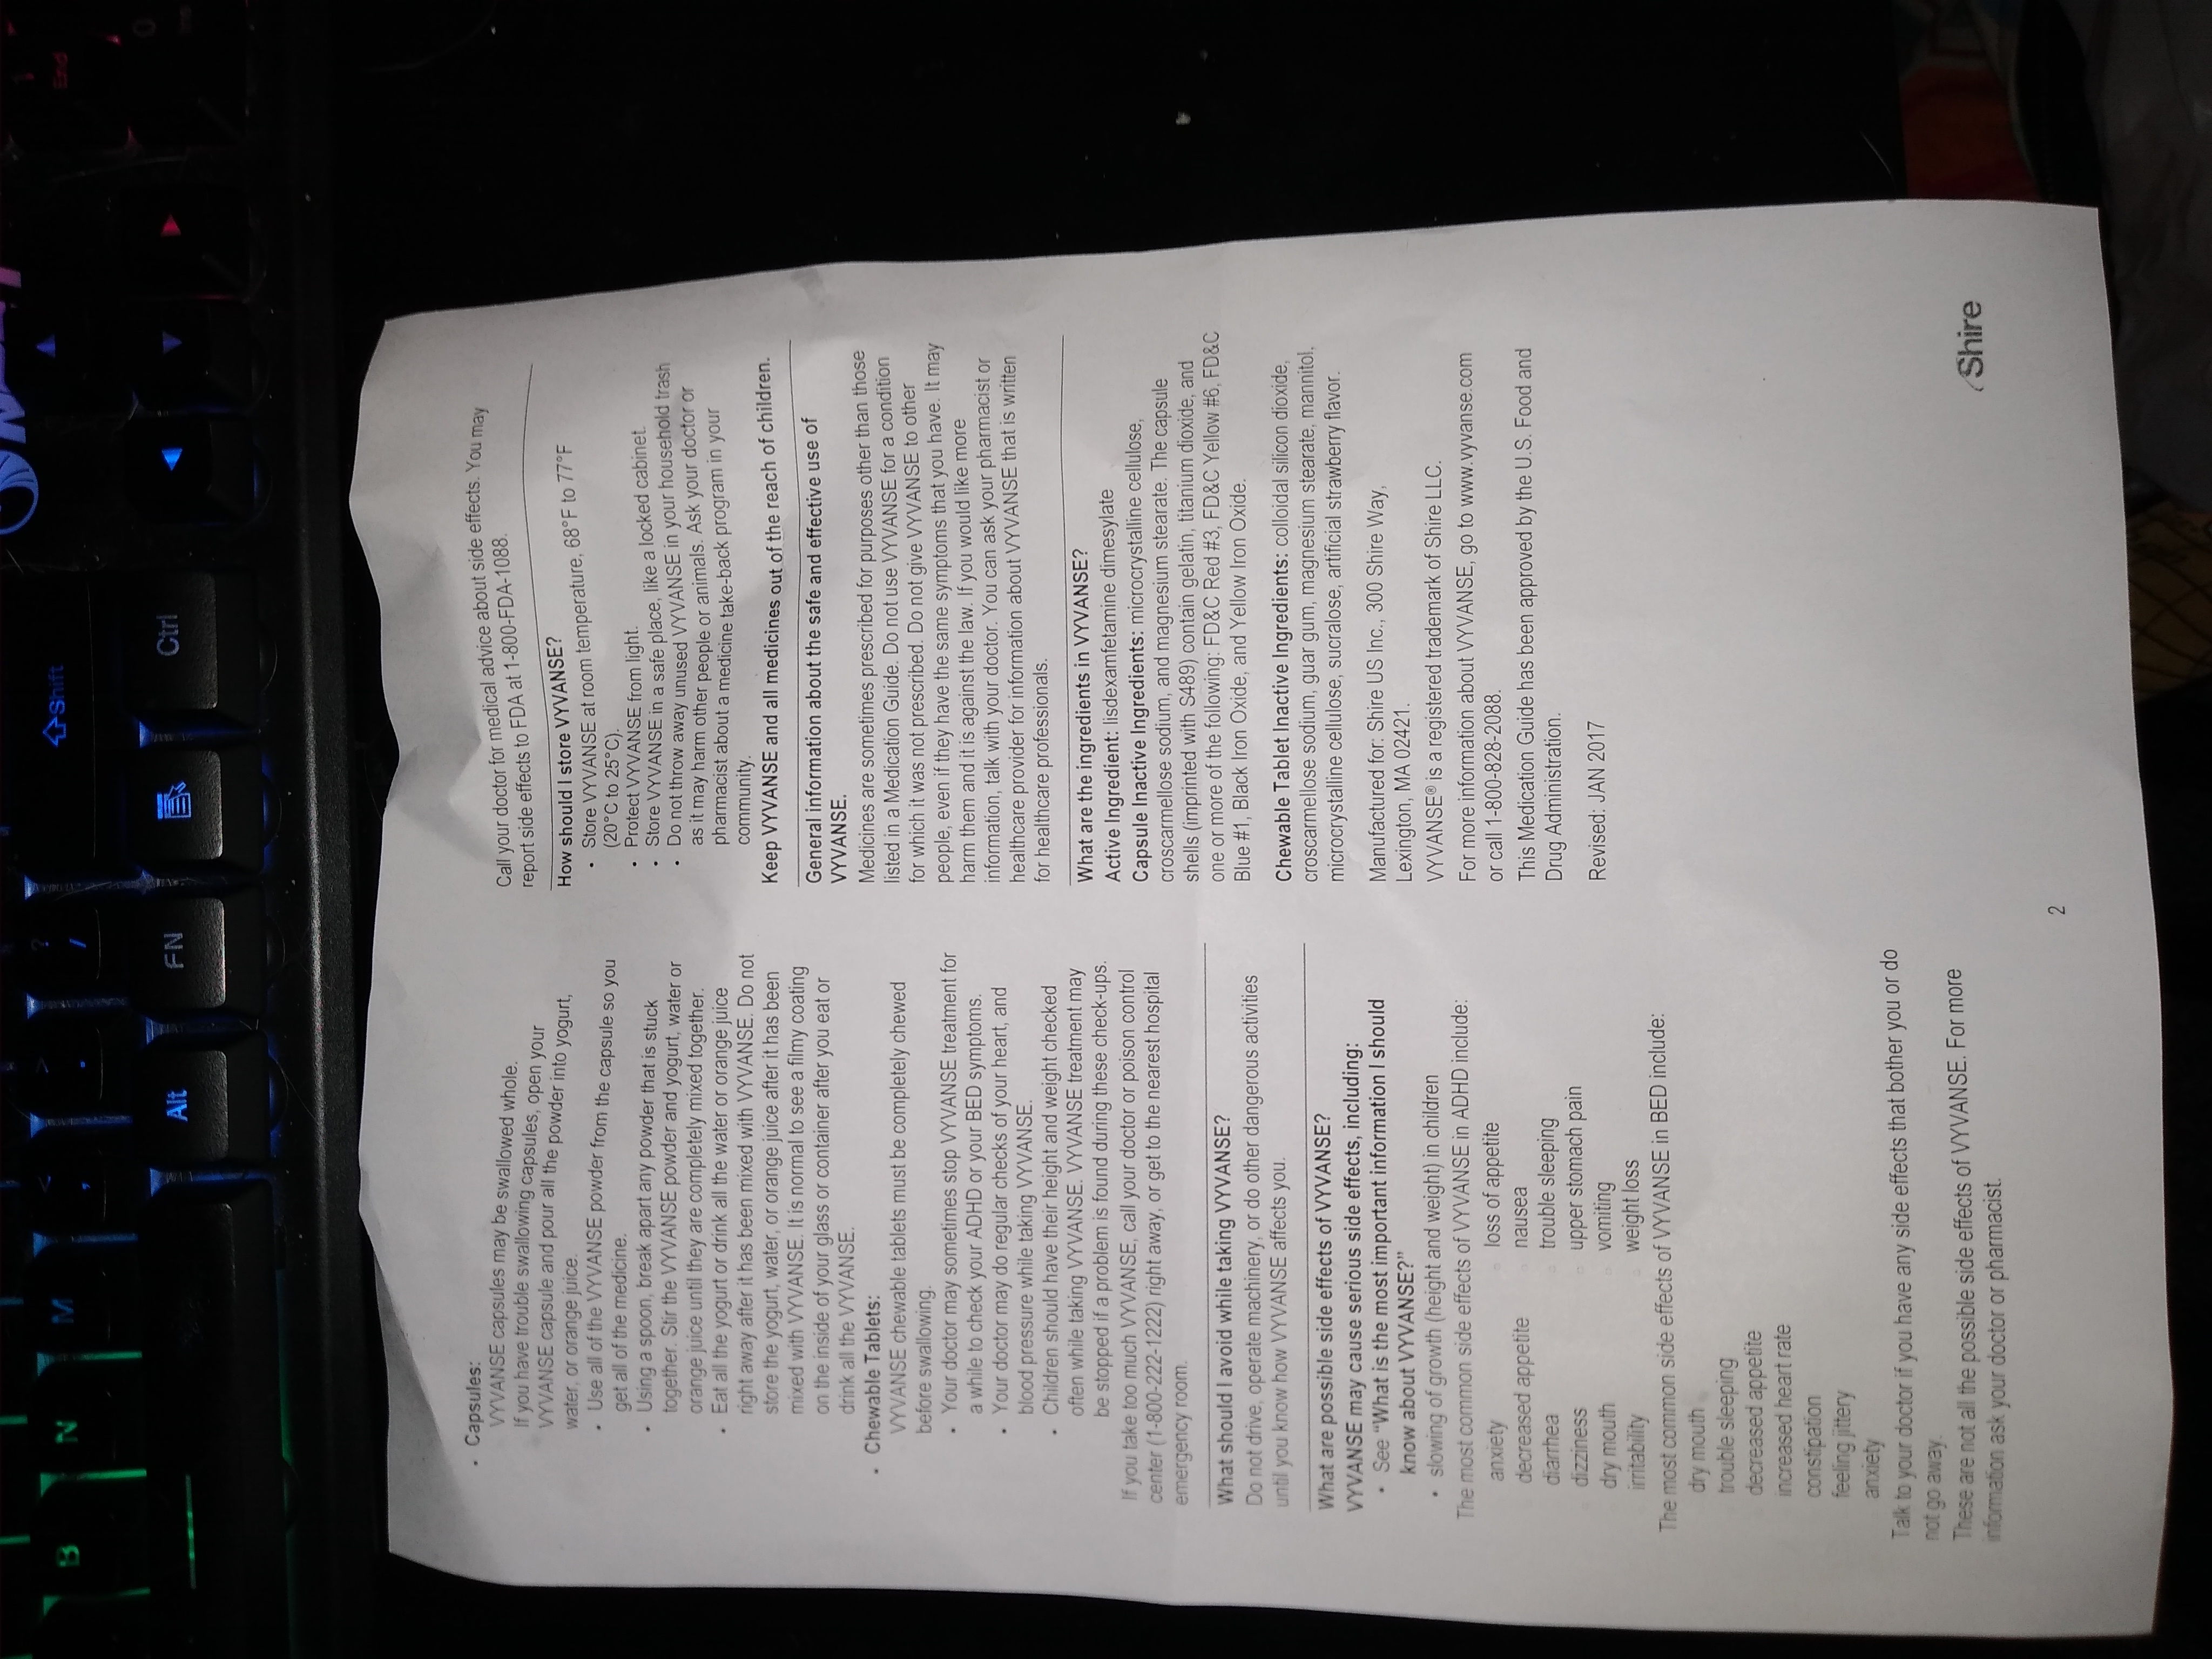 • Capsules:
VYVANSE capsules may be swallowed whole.
If you have trouble swallowing capsules, open your
VYVANSE capsule and pour all the powder into yogurt,
water, or orange juice.
• Use all of the VYVANSE powder from the capsule so you
get all of the medicine.
• Using a spoon, break apart any powder that is stuck
together. Stir the VYVANSE powder and yogurt, water or
orange juice until they are completely mixed together.
• Eat all the yogurt or drink all the water or orange juice
right away after it has been mixed with VYVANSE. Do not
store the yogurt, water, or orange juice after it has been
mixed with VYVANSE. It is normal to see a filmy coating
on the inside of your glass or container after you eat or
drink all the VYVANSE.
• Chewable Tablets:
VYVANSE chewable tablets must be completely chewed
before swallowing.
• Your doctor may sometimes stop VYVANSE treatment for
a while to check your ADHD or your BED symptoms.
• Your doctor may do regular checks of your heart, and
blood pressure while taking VYVANSE.
• Children should have their height and weight checked
often while taking VYVANSE. VYVANSE treatment may
be stopped if a problem is found during these check-ups.
If you take too much VYVANSE, call your doctor or poison control
center (1-800-222-1222) right away, or get to the nearest hospital
emergency room.
What should I avoid while taking VYVANSE?
Do not drive, operate machinery, or do other dangerous activities
until you know how VYVANSE affects you.
What are possible side effects of VYVANSE?
VYVANSE may cause serious side effects, including:
• See "What is the most important information I should
know about VYVANSE?"
• slowing of growth (height and weight) in children
The most common side effects of VYVANSE in ADHD include:
anxiety
decreased appetite
diarrhea
dizziness
dry mouth
irritability
◦ loss of appetite
◦ nausea
◦ trouble sleeping
◦ upper stomach pain
◦ vomiting
◦ weight loss
The most common side effects of VYVANSE in BED include:
dry mouth
trouble sleeping
decreased appetite
increased heart rate
constipation
feeling jittery
anxiety
Talk to your doctor if you have any side effects that bother you or do
not go away.
These are not all the possible side effects of VYVANSE. For more
information ask your doctor or pharmacist.
Call your doctor for medical advice about side effects. You may
report side effects to FDA at 1-800-FDA-1088.
How should I store VYVANSE?
• Store VYVANSE at room temperature, 68°F to 77°F
(20°C to 25°C).
• Protect VYVANSE from light.
• Store VYVANSE in a safe place, like a locked cabinet.
• Do not throw away unused VYVANSE in your household trash
as it may harm other people or animals. Ask your doctor or
pharmacist about a medicine take-back program in your
community.
Keep VYVANSE and all medicines out of the reach of children.
General information about the safe and effective use of
VYVANSE.
Medicines are sometimes prescribed for purposes other than those
listed in a Medication Guide. Do not use VYVANSE for a condition
for which it was not prescribed. Do not give VYVANSE to other
people, even if they have the same symptoms that you have. It may
harm them and it is against the law. If you would like more
information, talk with your doctor. You can ask your pharmacist or
healthcare provider for information about VYVANSE that is written
for healthcare professionals.
What are the ingredients in VYVANSE?
Active Ingredient: lisdexamfetamine dimesylate
Capsule Inactive Ingredients: microcrystalline cellulose,
croscarmellose sodium, and magnesium stearate. The capsule
shells (imprinted with S489) contain gelatin, titanium dioxide, and
one or more of the following: FD&C Red #3, FD&C Yellow #6, FD&C
Blue #1, Black Iron Oxide, and Yellow Iron Oxide.
Chewable Tablet Inactive Ingredients: colloidal silicon dioxide,
croscarmellose sodium, guar gum, magnesium stearate, mannitol,
microcrystalline cellulose, sucralose, artificial strawberry flavor.
Manufactured for: Shire US Inc., 300 Shire Way,
Lexington, MA 02421.
VYVANSE® is a registered trademark of Shire LLC.
For more information about VYVANSE, go to www.vyvanse.com
or call 1-800-828-2088.
This Medication Guide has been approved by the U.S. Food and
Drug Administration.
Revised: JAN 2017
Shire
2
B
N
M
<
,
>
.
?
/
⇧Shift
Alt
FN
Ctrl
1
End
0